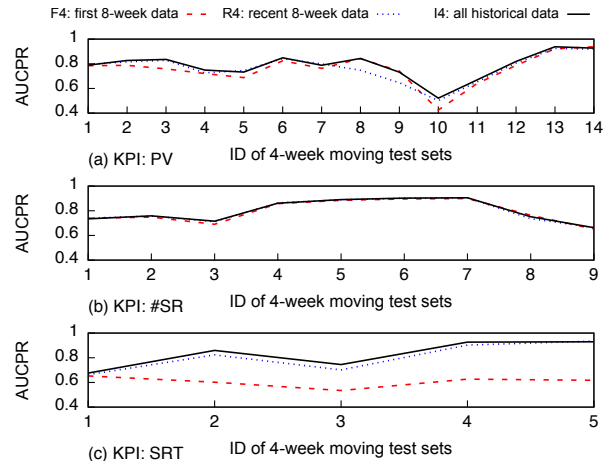 F4: first 8-week data R4: recent 8-week data I4: all historical data
AUCPR
1
0.8
0.6
0.4
1 2 3 4 5 6 7 8 9 10 11 12 13 14
(a) KPI: PV ID of 4-week moving test sets
AUCPR
1
0.8
0.6
0.4
1 2 3 4 5 6 7 8 9
(b) KPI: #SR ID of 4-week moving test sets
AUCPR
1
0.8
0.6
0.4
1 2 3 4 5
(c) KPI: SRT ID of 4-week moving test sets